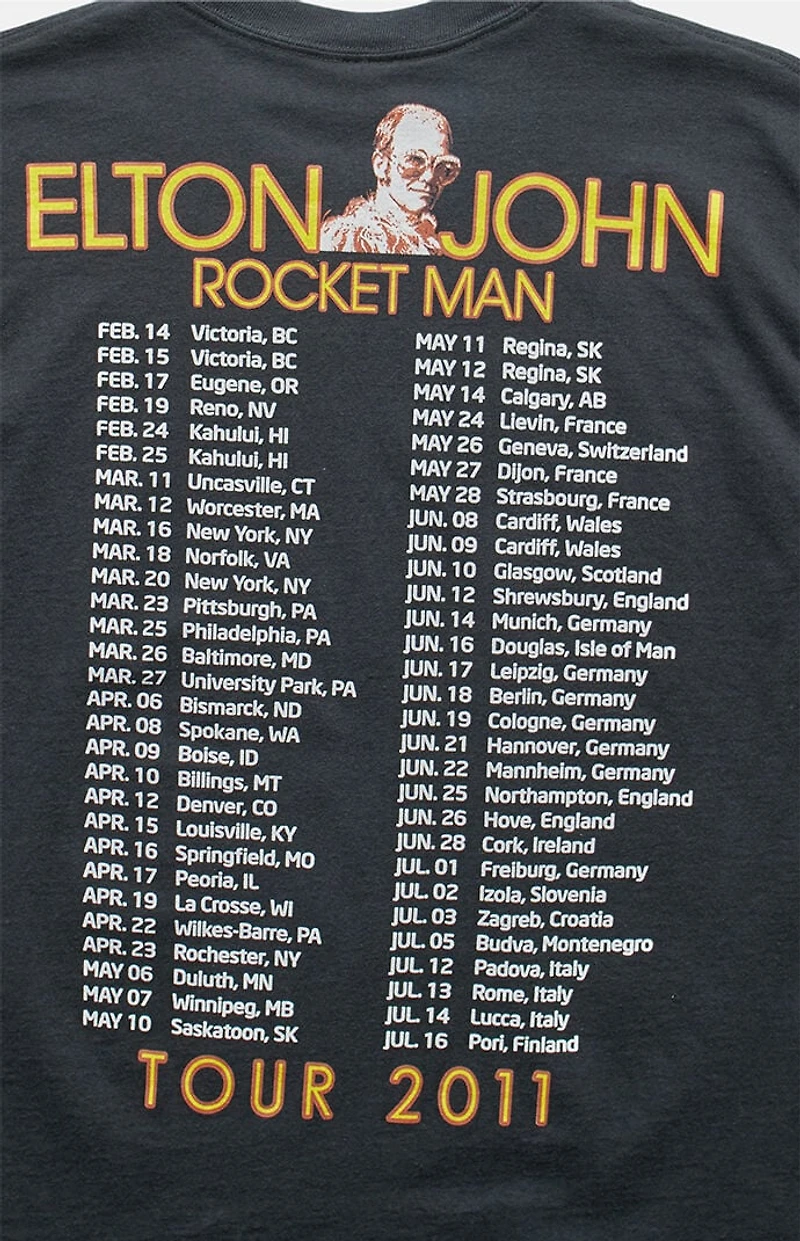 ELTON JOHN
ROCKET MAN
FEB. 14 Victoria, BC
FEB. 15 Victoria, BC
FEB. 17 Eugene, OR
FEB. 19 Reno, NV
FEB. 24 Kahului, HI
FEB. 25 Kahului, HI
MAR. 11 Uncasville, CT
MAR. 12 Worcester, MA
MAR. 16 New York, NY
MAR. 18 Norfolk, VA
MAR. 20 New York, NY
MAR. 23 Pittsburgh, PA
MAR. 25 Philadelphia, PA
MAR. 26 Baltimore, MD
MAR. 27 University Park, PA
APR. 06 Bismarck, ND
APR. 08 Spokane, WA
APR. 09 Boise, ID
APR. 10 Billings, MT
APR. 12 Denver, CO
APR. 15 Louisville, KY
APR. 16 Springfield, MO
APR. 17 Peoria, IL
APR. 19 La Crosse, WI
APR. 22 Wilkes-Barre, PA
APR. 23 Rochester, NY
MAY 06 Duluth, MN
MAY 07 Winnipeg, MB
MAY 10 Saskatoon, SK
MAY 11 Regina, SK
MAY 12 Regina, SK
MAY 14 Calgary, AB
MAY 24 Lievin, France
MAY 26 Geneva, Switzerland
MAY 27 Dijon, France
MAY 28 Strasbourg, France
JUN. 08 Cardiff, Wales
JUN. 09 Cardiff, Wales
JUN. 10 Glasgow, Scotland
JUN. 12 Shrewsbury, England
JUN. 14 Munich, Germany
JUN. 16 Douglas, Isle of Man
JUN. 17 Leipzig, Germany
JUN. 18 Berlin, Germany
JUN. 19 Cologne, Germany
JUN. 21 Hannover, Germany
JUN. 22 Mannheim, Germany
JUN. 25 Northampton, England
JUN. 26 Hove, England
JUN. 28 Cork, Ireland
JUL. 01 Freiburg, Germany
JUL. 02 Izola, Slovenia
JUL. 03 Zagreb, Croatia
JUL. 05 Budva, Montenegro
JUL. 12 Padova, Italy
JUL. 13 Rome, Italy
JUL. 14 Lucca, Italy
JUL. 16 Pori, Finland
TOUR 2011